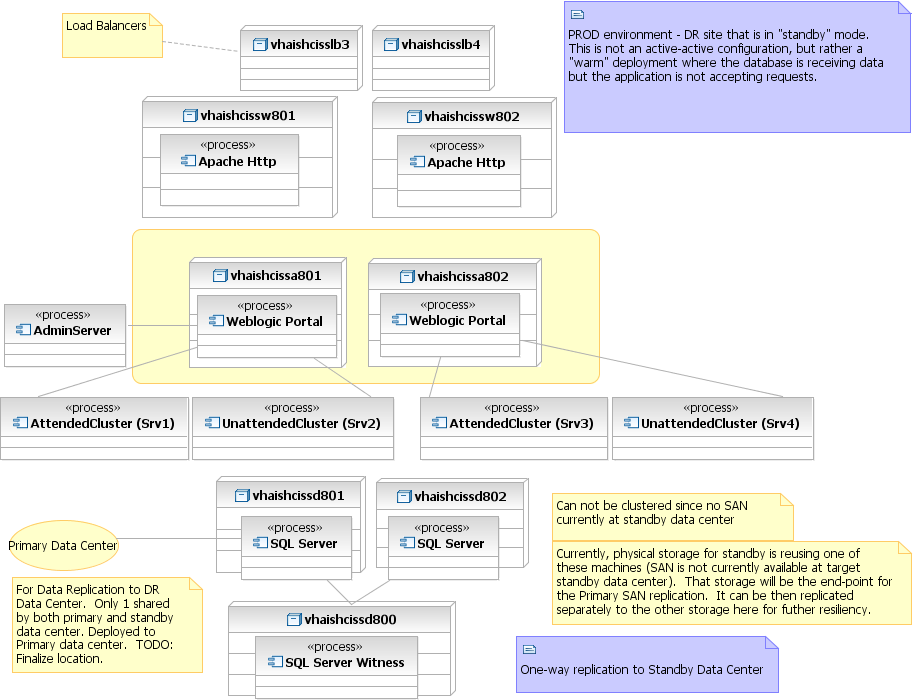 Load Balancers
vhaishcisslb3
vhaishcisslb4
PROD environment - DR site that is in "standby" mode.
This is not an active-active configuration, but rather a
"warm" deployment where the database is receiving data
but the application is not accepting requests.
vhaishcissw801
«process»
Apache Http
vhaishcissw802
«process»
Apache Http
vhaishcissa801
«process»
Weblogic Portal
vhaishcissa802
«process»
Weblogic Portal
«process»
AdminServer
«process»
AttendedCluster (Srv1)
«process»
UnattendedCluster (Srv2)
«process»
AttendedCluster (Srv3)
«process»
UnattendedCluster (Srv4)
vhaishcissd801
«process»
SQL Server
vhaishcissd802
«process»
SQL Server
Can not be clustered since no SAN
currently at standby data center
Primary Data Center
Currently, physical storage for standby is reusing one of
these machines (SAN is not currently available at target
standby data center).  That storage will be the end-point for
the Primary SAN replication.  It can be then replicated
separately to the other storage here for futher resiliency.
For Data Replication to DR
Data Center.  Only 1 shared
by both primary and standby
data center. Deployed to
Primary data center.  TODO:
Finalize location.
vhaishcissd800
«process»
SQL Server Witness
One-way replication to Standby Data Center